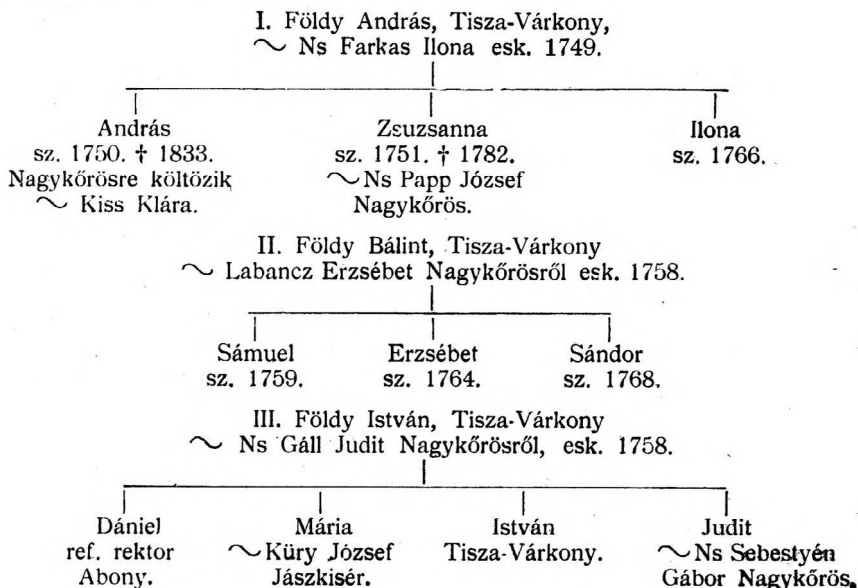 I. Földy András, Tisza-Várkony,
~ Ns Farkas Ilona esk. 1749.
András Zsuzsanna Ilona
sz. 1750. † 1833. sz. 1751. † 1782. sz. 1766.
Nagykőrösre költözik ~Ns Papp József
~ Kiss Klára. Nagykőrös.
II. Földy Bálint, Tisza-Várkony
~ Labancz Erzsébet Nagykőrösről esk. 1758.
Sámuel Erzsébet Sándor
sz. 1759. sz. 1764. sz. 1768.
III. Földy István, Tisza-Várkony
~ Ns Gáll Judit Nagykőrösről, esk. 1758.
Dániel Mária István Judit
ref. rektor ~Küry József Tisza-Várkony. ~Ns Sebestyén
Abony. Jászkisér. Gábor Nagykőrös.